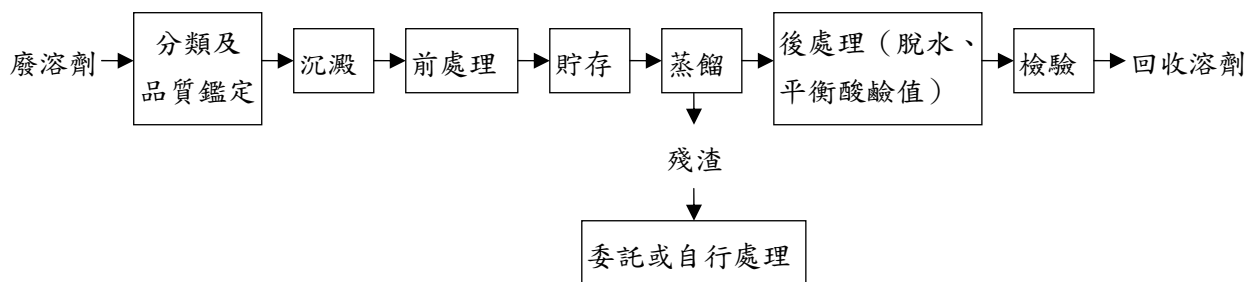 廢溶劑
分類及
品質鑑定
沉澱
前處理
貯存
蒸餾
後處理（脫水、
平衡酸鹼值）
檢驗
回收溶劑
殘渣
委託或自行處理